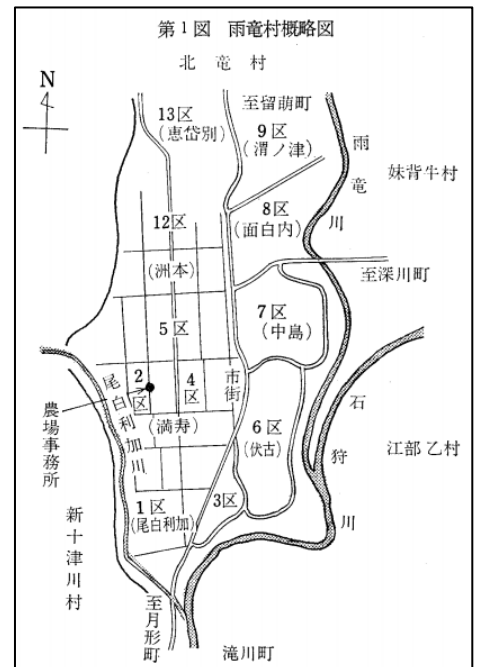 第1図 雨竜村概略図
北竜村
N
至留萌町
13区
(恵岱別)
9区
(渭ノ津)
雨竜川
妹背牛村
8区
(面白内)
12区
(洲本)
至深川町
7区
(中島)
5区
2区
4区
市街
尾白利加川
(満寿)
農場事務所
6区
(伏古)
石狩川
江部乙村
1区
(尾白利加)
3区
新十津川村
至月形町
滝川町